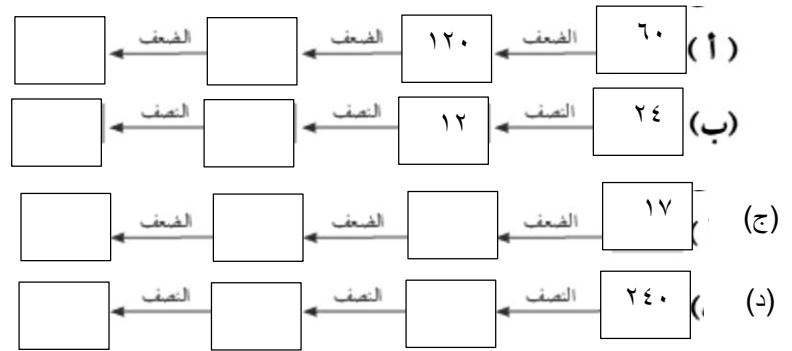 (أ) ٦٠ الضعف ١٢٠ الضعف الضعف
(ب) ٢٤ النصف ١٢ النصف النصف
(ج) ١٧ الضعف الضعف الضعف
(د) ٢٤٠ النصف النصف النصف